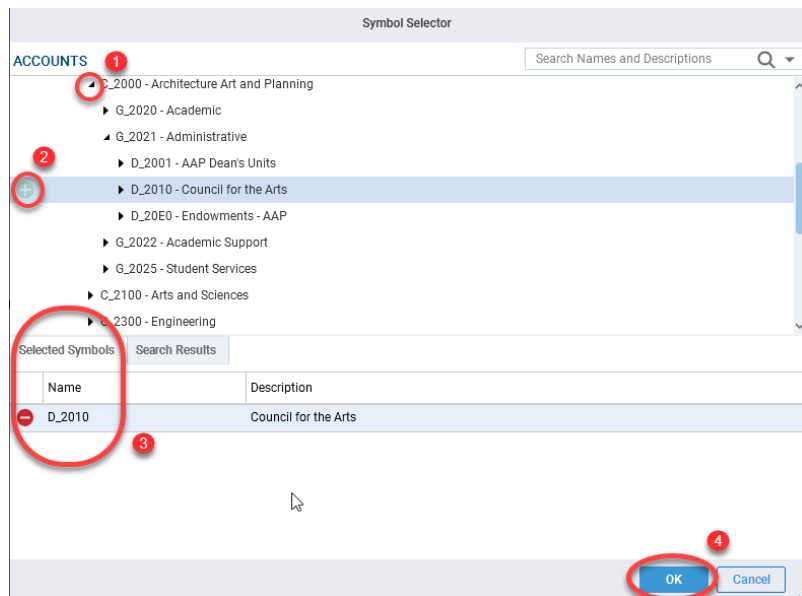 Symbol Selector
ACCOUNTS
Search Names and Descriptions
1
C_2000 - Architecture Art and Planning
G_2020 - Academic
G_2021 - Administrative
2
D_2001 - AAP Dean's Units
D_2010 - Council for the Arts
D_20E0 - Endowments - AAP
G_2022 - Academic Support
G_2025 - Student Services
C_2100 - Arts and Sciences
C_2300 - Engineering
Selected Symbols Search Results
Name Description
D_2010 Council for the Arts
3
4
OK Cancel